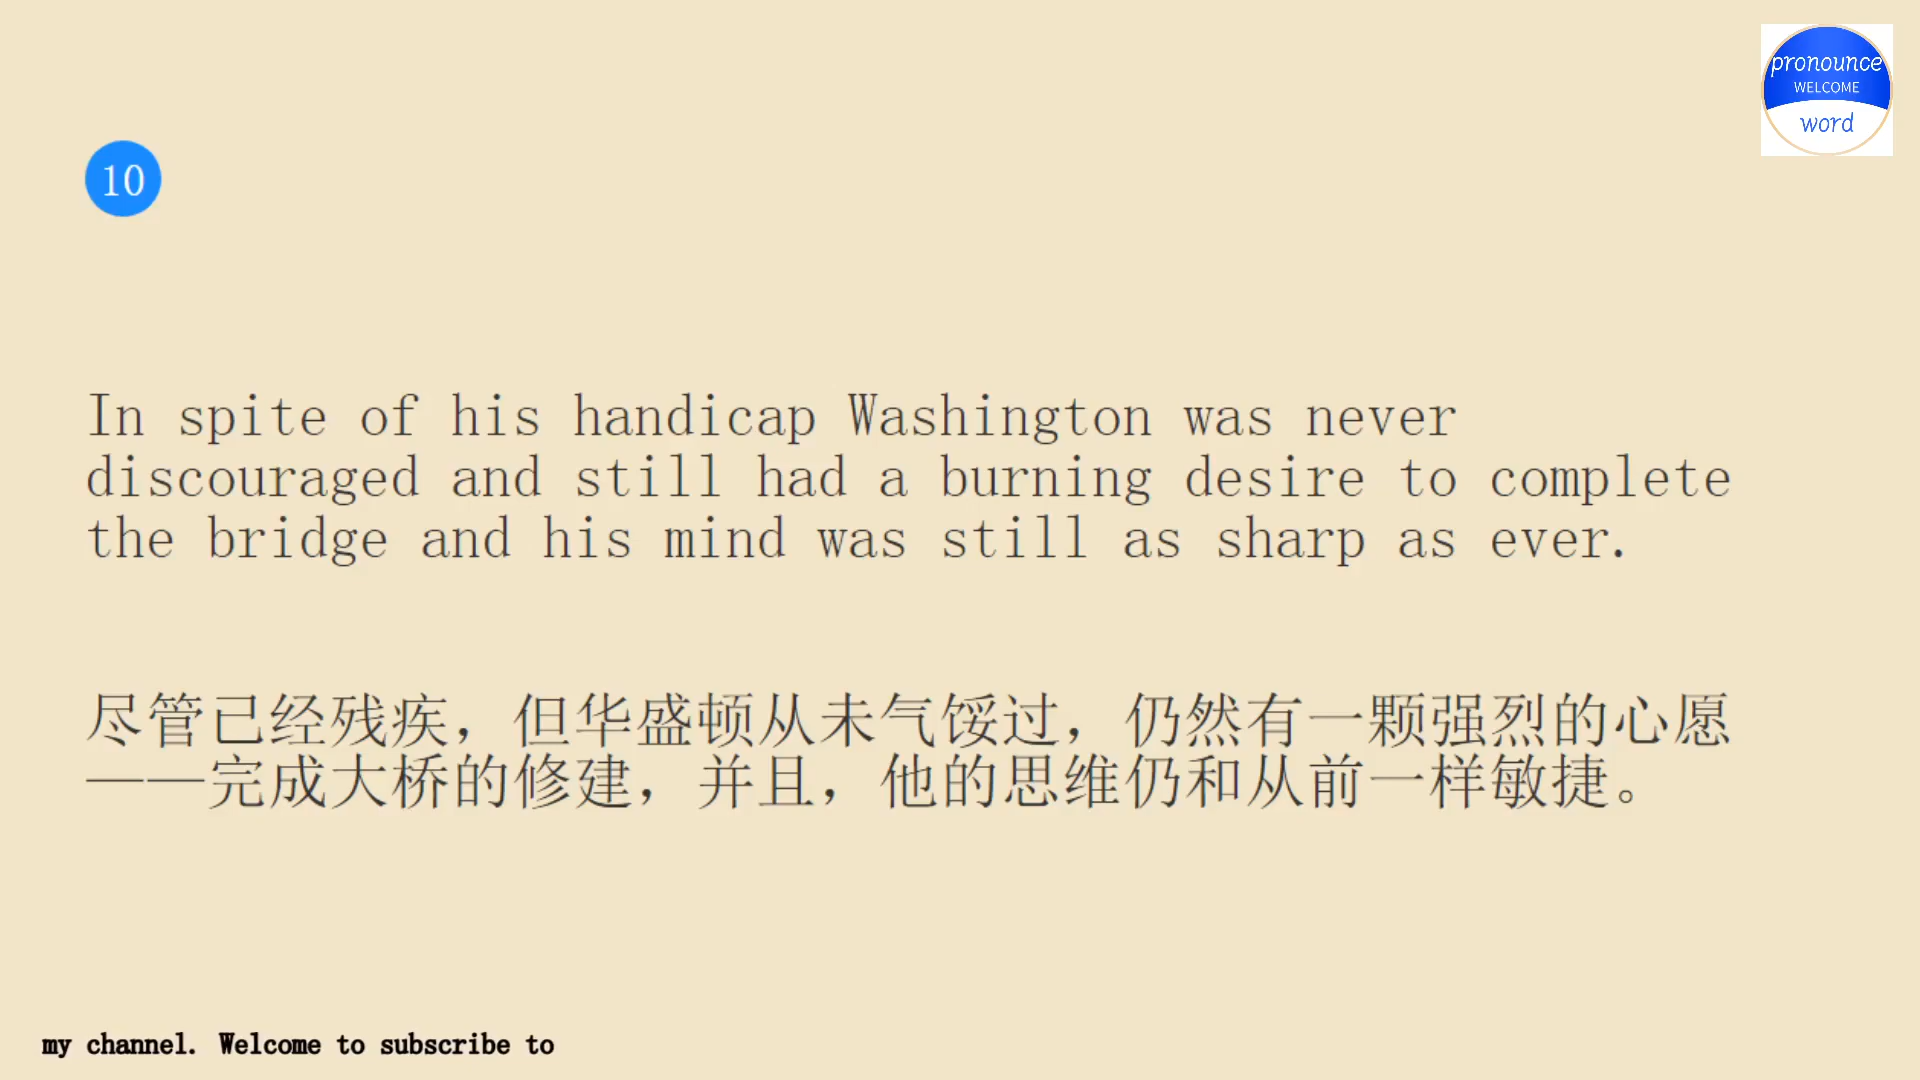 pronounce
WELCOME
word
10
In spite of his handicap Washington was never
discouraged and still had a burning desire to complete
the bridge and his mind was still as sharp as ever.
尽管已经残疾，但华盛顿从未气馁过，仍然有一颗强烈的心愿
——完成大桥的修建，并且，他的思维仍和从前一样敏捷。
my channel. Welcome to subscribe to